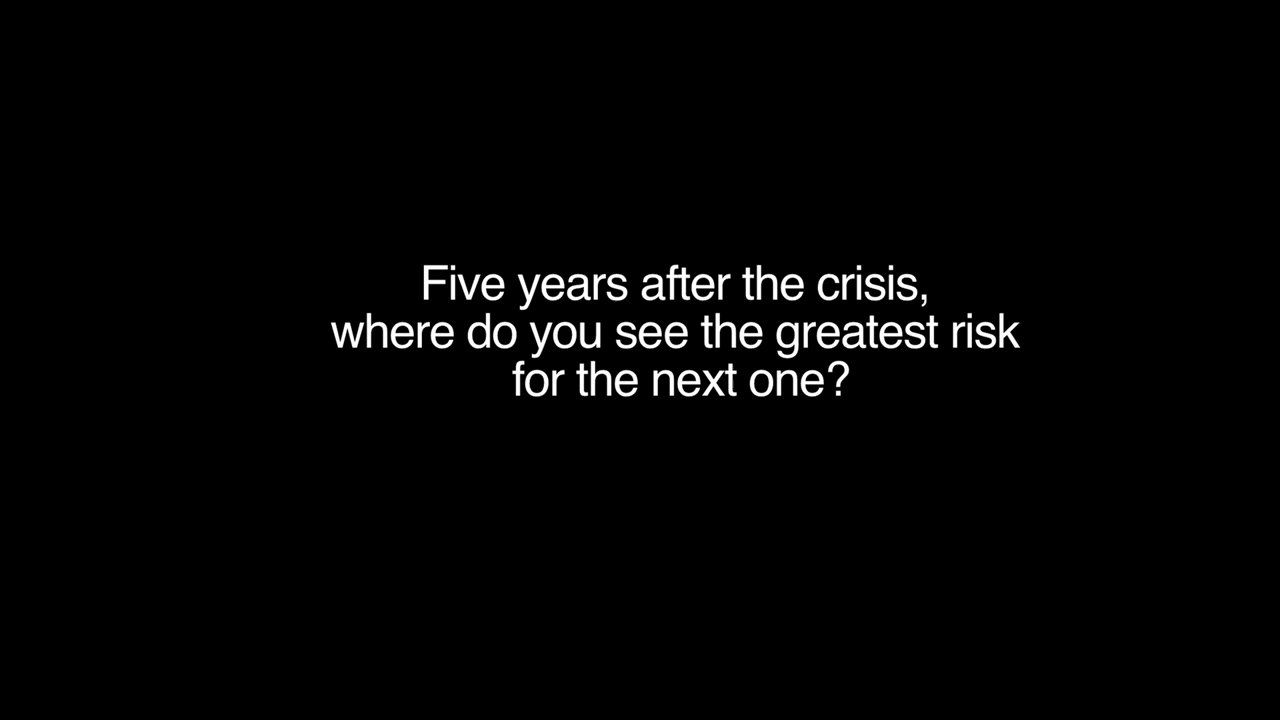 Five years after the crisis,
where do you see the greatest risk
for the next one?